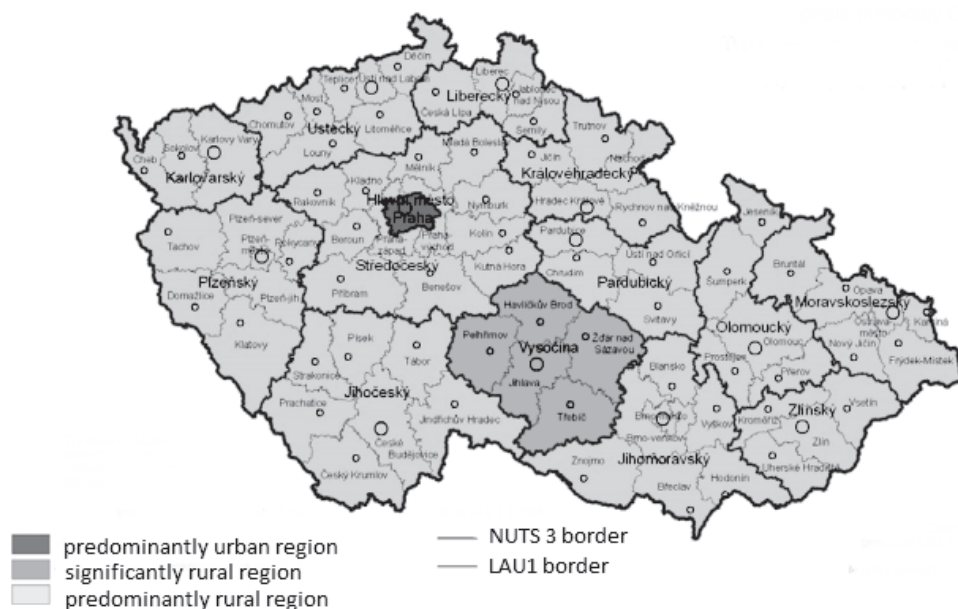 Děčín
Teplice
Ústí nad Labem
Liberec
Most
Jablonec
nad Nisou
Liberecký
Chomutov
Ústecký
Litoměřice
Česká Lípa
Semily
Trutnov
Louny
Karlovy Vary
Sokolov
Cheb
Karlovarský
Mladá Boleslav
Mělník
Jičín
Náchod
Královéhradecký
Kladno
Rakovník
Hlavní město
Praha
Nymburk
Hradec Králové
Rychnov nad Kněžnou
Plzeň-sever
Tachov
Plzeň-
město
Rokycany
Beroun
Praha-
západ
Praha-
východ
Kolín
Pardubice
Jeseník
Středočeský
Kutná Hora
Chrudim
Ústí nad Orlicí
Bruntál
Plzeňský
Plzeň-jih
Příbram
Benešov
Pardubický
Šumperk
Opava
Moravskoslezský
Domažlice
Havlíčkův Brod
Svitavy
Ostrava-
město
Karviná
Klatovy
Písek
Tábor
Pelhřimov
Vysočina
Žďár nad
Sázavou
Olomoucký
Olomouc
Nový Jičín
Frýdek-Místek
Strakonice
Jihlava
Blansko
Prostějov
Přerov
Jihočeský
Prachatice
Jindřichův Hradec
Třebíč
Vyškov
Kroměříž
Zlínský
Vsetín
České
Budějovice
Brno-venkov
Zlín
Český Krumlov
Znojmo
Jihomoravský
Uherské Hradiště
Hodonín
Břeclav
predominantly urban region
significantly rural region
predominantly rural region
NUTS 3 border
LAU1 border